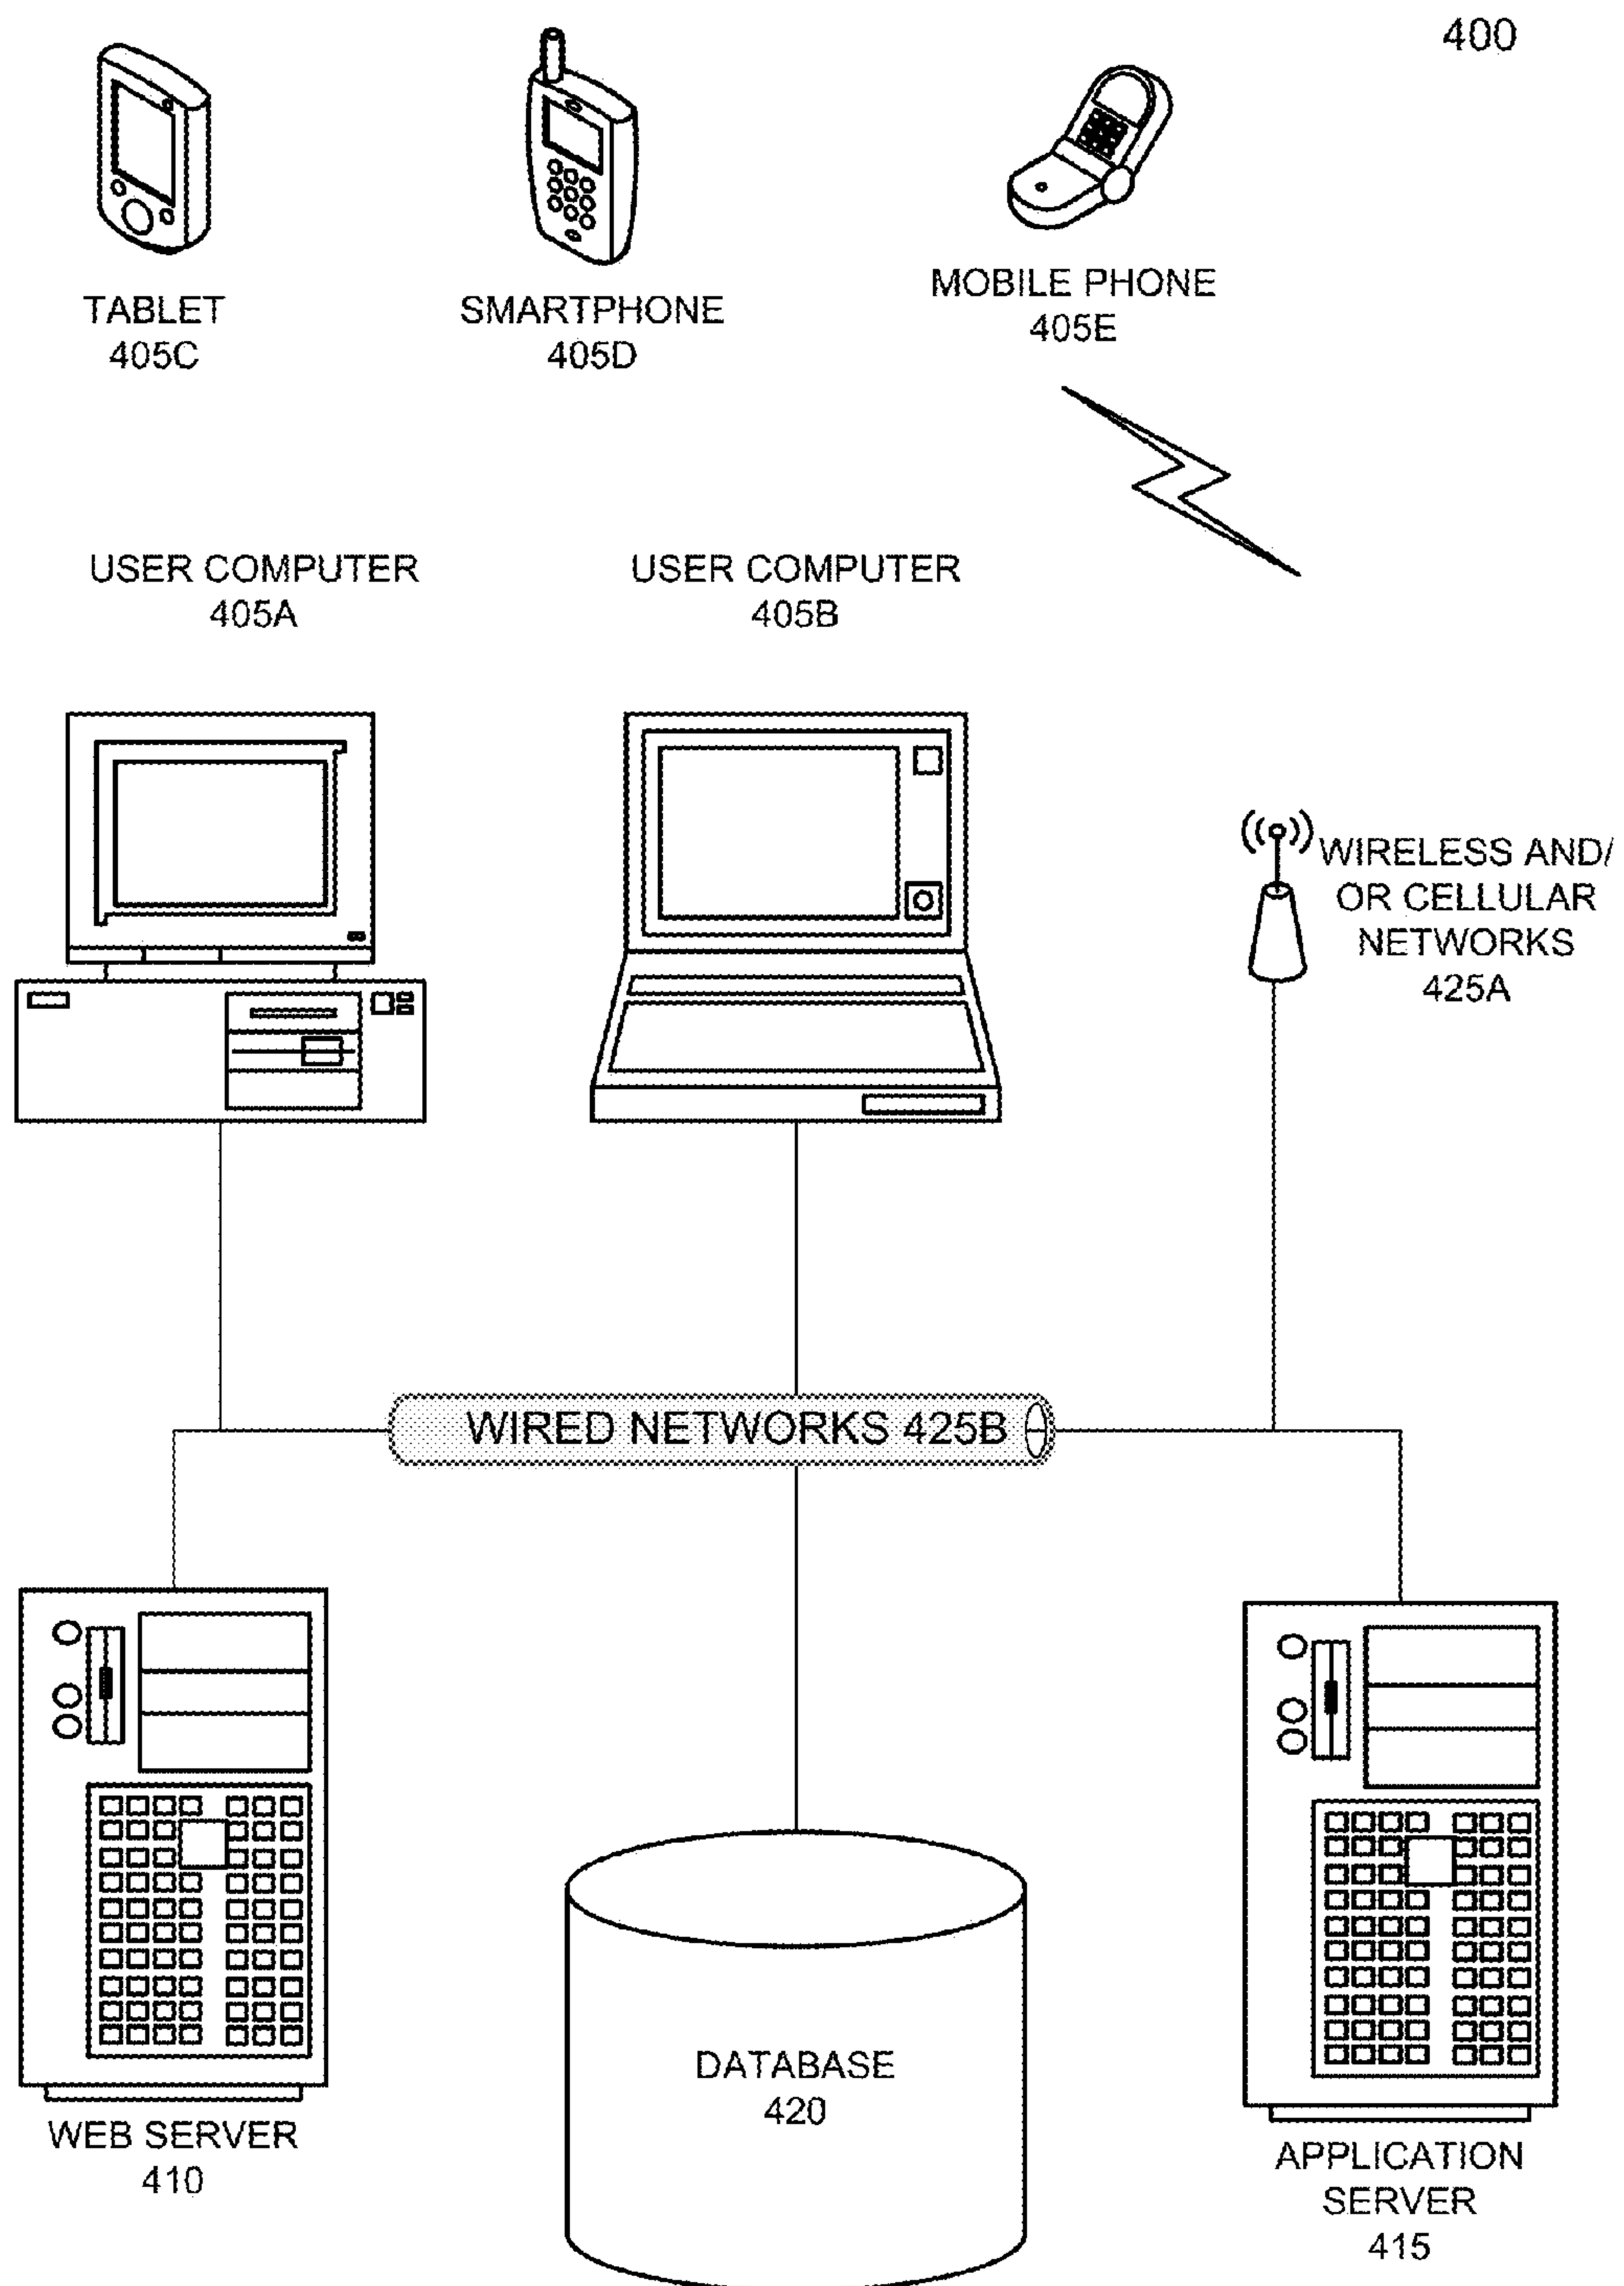 400
TABLET
405C
SMARTPHONE
405D
MOBILE PHONE
405E
USER COMPUTER
405A
USER COMPUTER
405B
WIRELESS AND/
OR CELLULAR
NETWORKS
425A
WIRED NETWORKS 425B
WEB SERVER
410
DATABASE
420
APPLICATION
SERVER
415